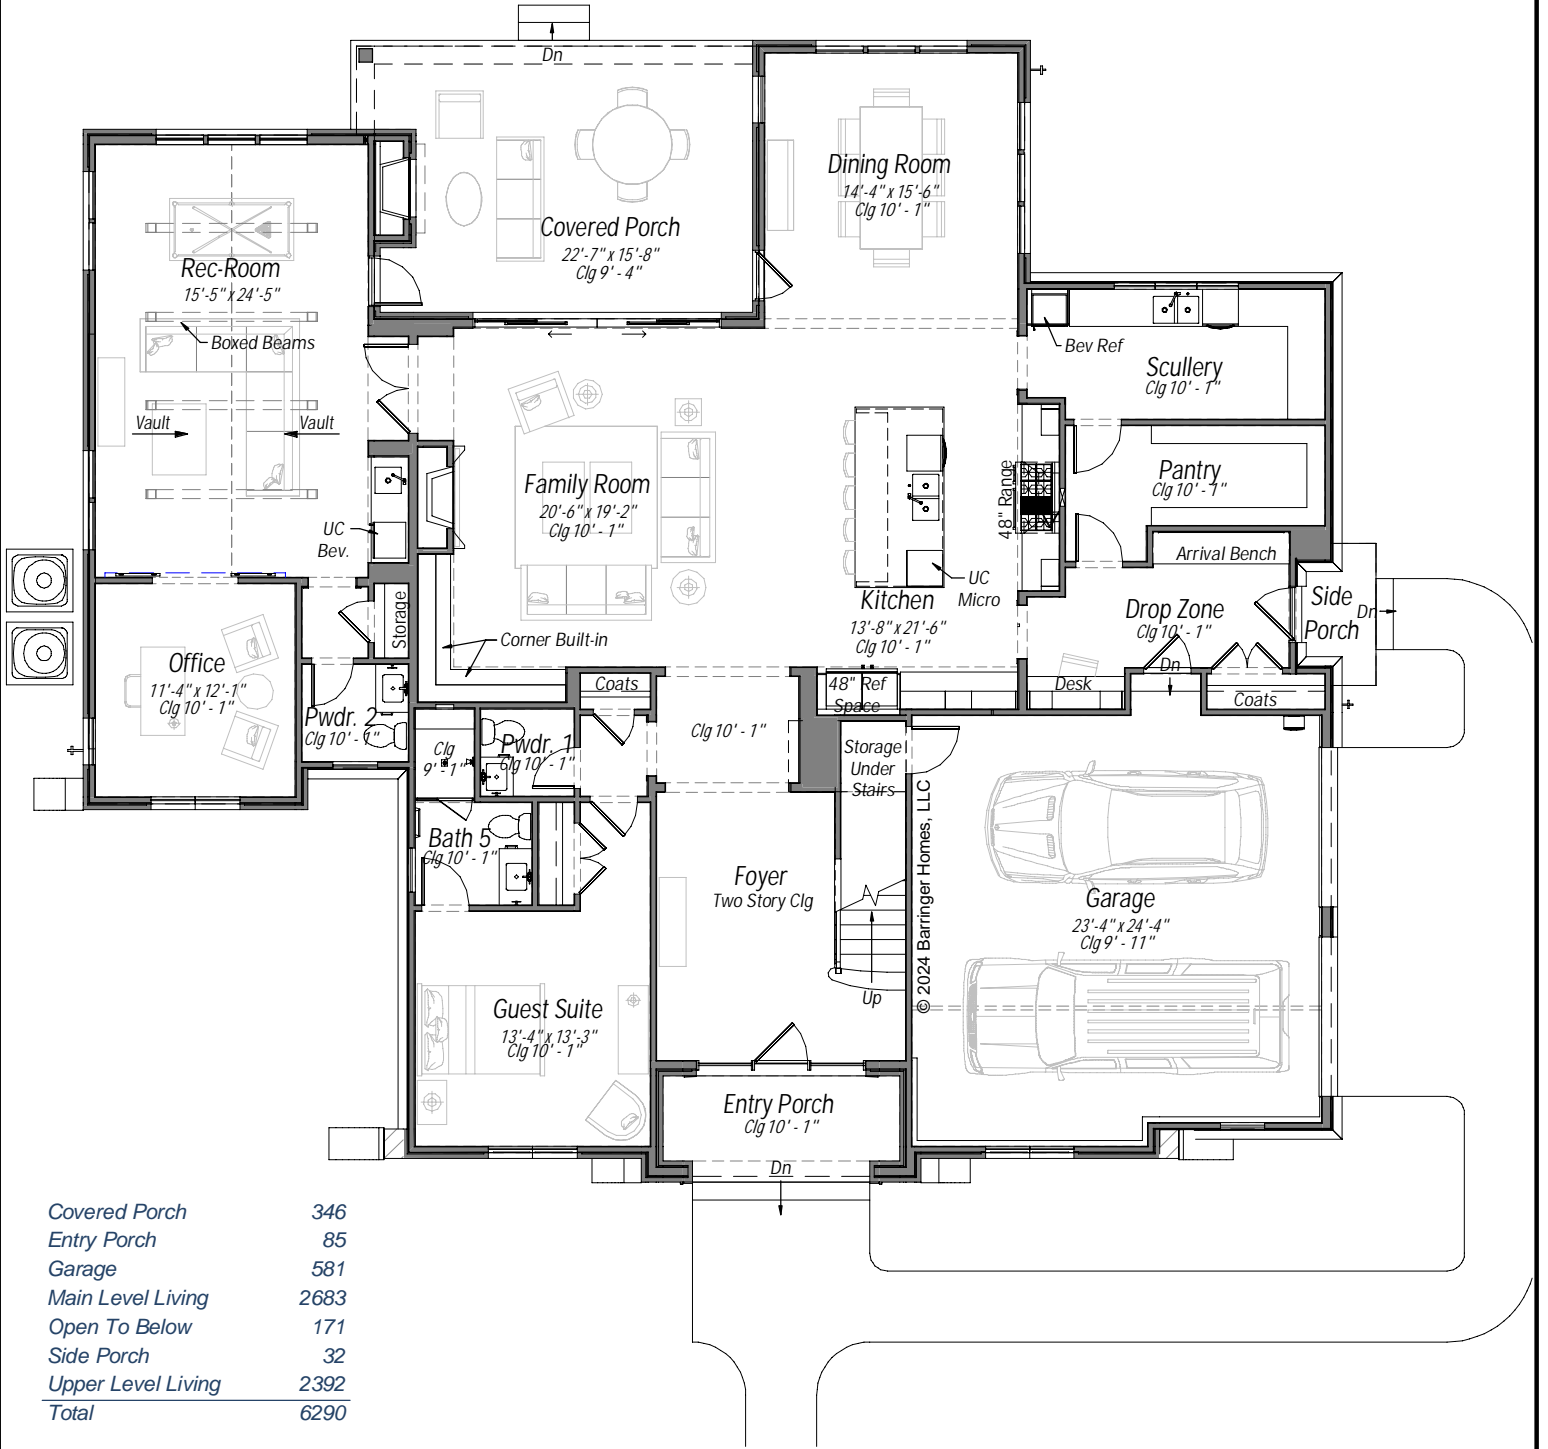 Dn
Dining Room
14'-4" x 15'-6"
Clg 10' - 1"
Covered Porch
22'-7" x 15'-8"
Clg 9' - 4"
Rec-Room
15'-5" x 24'-5"
Boxed Beams
Bev Ref
Scullery
Clg 10' - 1"
Vault
Vault
Family Room
20'-6" x 19'-2"
Clg 10' - 1"
48" Range
Pantry
Clg 10' - 1"
UC
Bev.
Arrival Bench
UC
Micro
Kitchen
13'-8" x 21'-6"
Clg 10' - 1"
Drop Zone
Clg 10' - 1"
Side
Porch
Dn
Storage
Corner Built-in
Office
11'-4" x 12'-1"
Clg 10' - 1"
Coats
48" Ref
Space
Desk
Dn
Coats
Pwdr. 2
Clg 10' - 1"
Clg
9' - 1"
Pwdr. 1
Clg 10' - 1"
Clg 10' - 1"
Storage
Under
Stairs
Bath 5
Clg 10' - 1"
Foyer
Two Story Clg
© 2024 Barringer Homes, LLC
Garage
23'-4" x 24'-4"
Clg 9' - 11"
Up
Guest Suite
13'-4" x 13'-3"
Clg 10' - 1"
Entry Porch
Clg 10' - 1"
Dn
Covered Porch 346
Entry Porch 85
Garage 581
Main Level Living 2683
Open To Below 171
Side Porch 32
Upper Level Living 2392
Total 6290